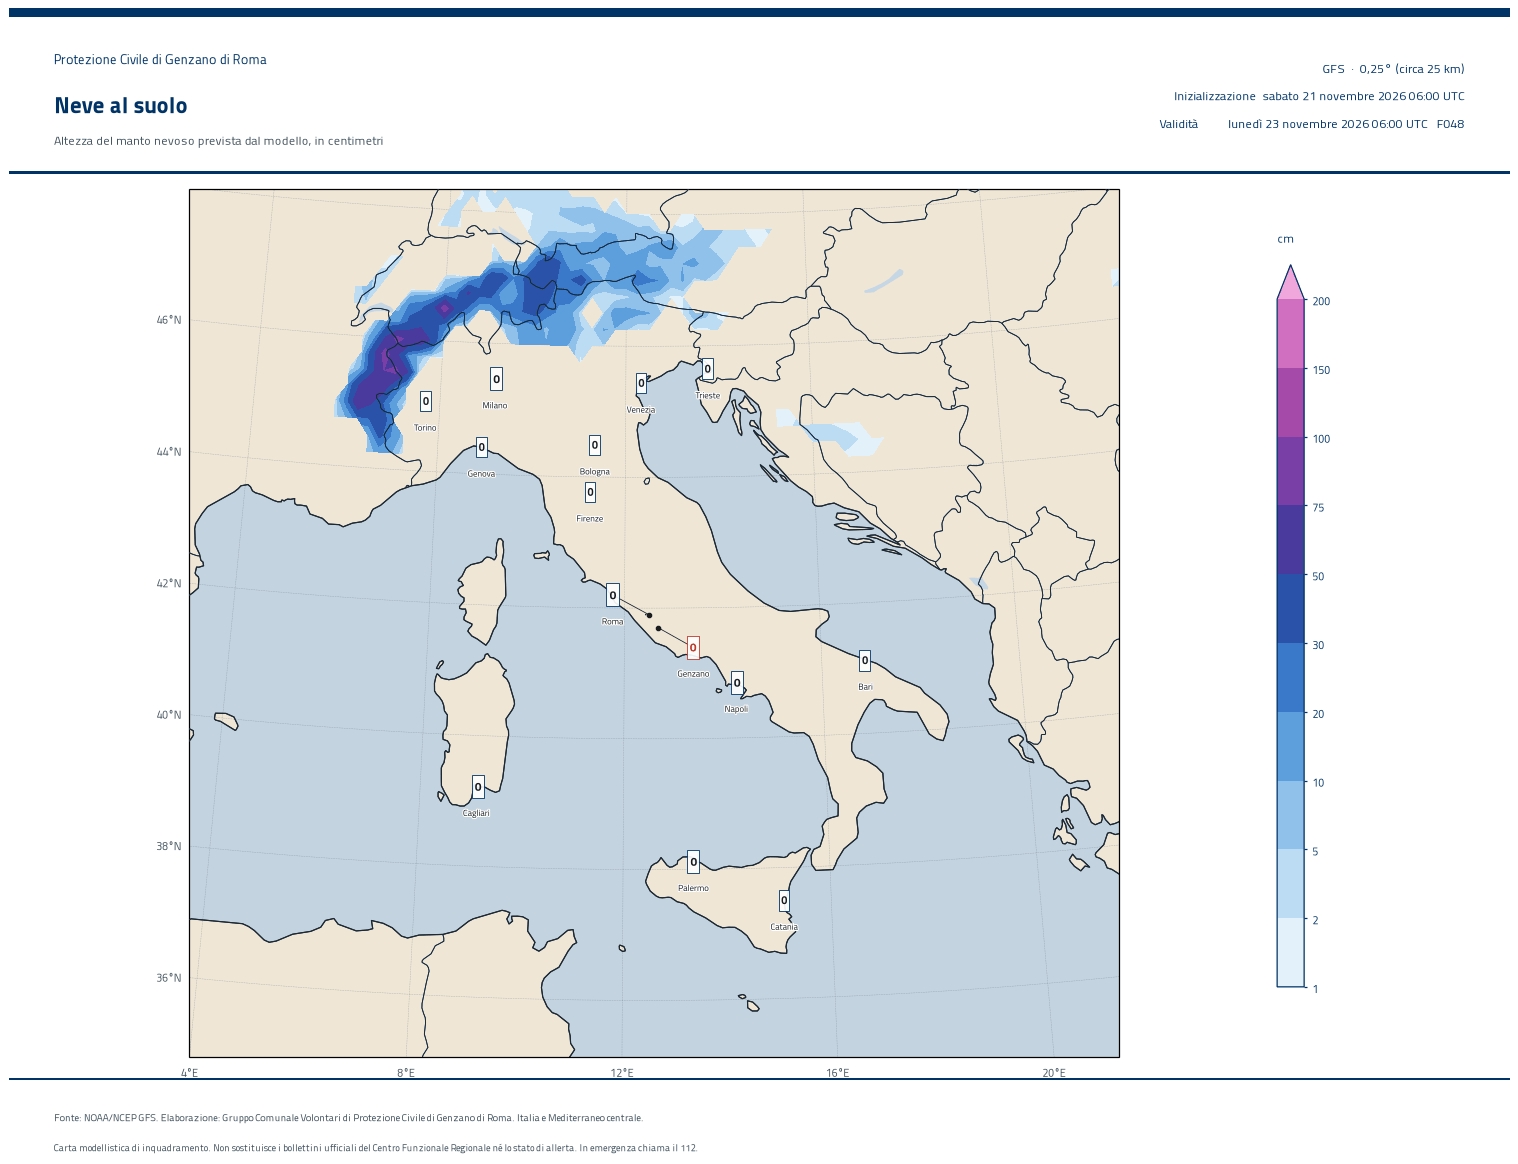 Protezione Civile di Genzano di Roma
Neve al suolo
Altezza del manto nevoso prevista dal modello, in centimetri
GFS · 0,25° (circa 25 km)
Inizializzazione sabato 21 novembre 2026 06:00 UTC
Validità lunedì 23 novembre 2026 06:00 UTC F048
cm
200
150
100
75
50
30
20
10
5
2
1
46°N
44°N
42°N
40°N
38°N
36°N
4°E
8°E
12°E
16°E
20°E
0
Milano
0
Torino
0
Venezia
0
Trieste
0
Genova
0
Bologna
0
Firenze
0
Roma
0
Genzano
0
Napoli
0
Bari
0
Cagliari
0
Palermo
0
Catania
Fonte: NOAA/NCEP GFS. Elaborazione: Gruppo Comunale Volontari di Protezione Civile di Genzano di Roma. Italia e Mediterraneo centrale.
Carta modellistica di inquadramento. Non sostituisce i bollettini ufficiali del Centro Funzionale Regionale né lo stato di allerta. In emergenza chiama il 112.